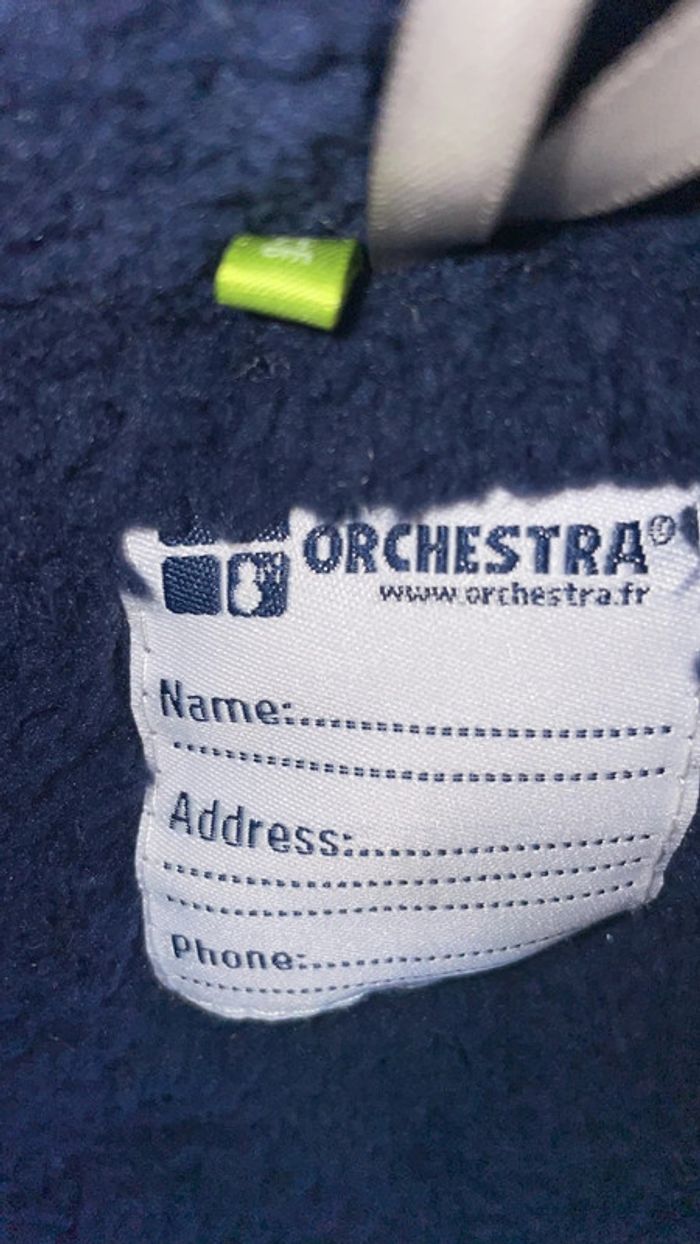 ORCHESTRA®
www.orchestra.fr
Name:
Address:
Phone: